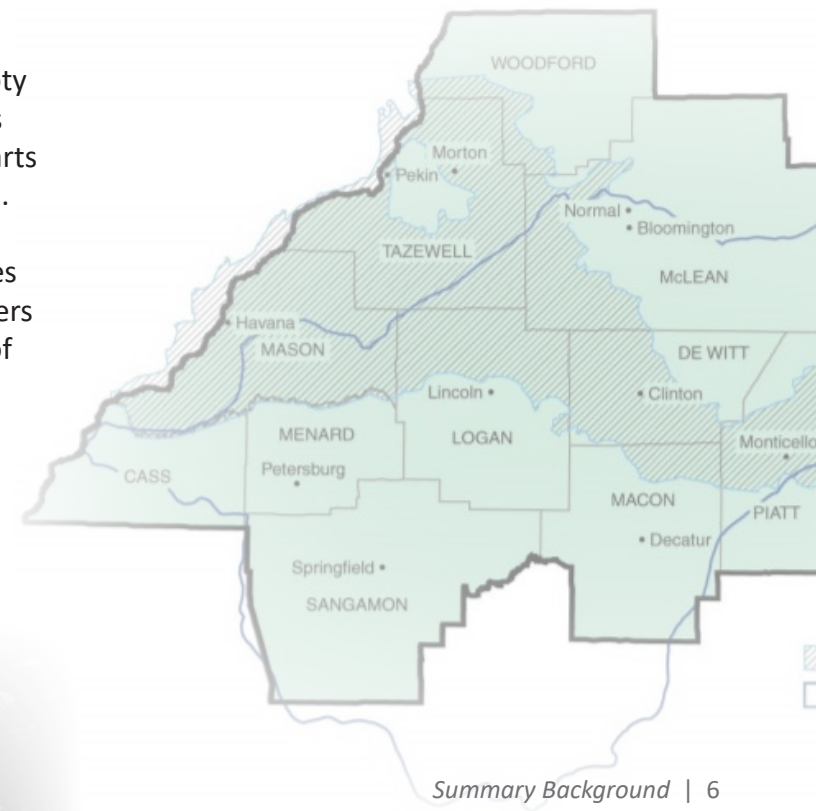 WOODFORD
Morton
Pekin
Normal
Bloomington
TAZEWELL
McLEAN
Havana
MASON
DE WITT
Lincoln
Clinton
MENARD
LOGAN
Monticello
Petersburg
CASS
MACON
PIATT
Decatur
Springfield
SANGAMON
Summary Background | 6